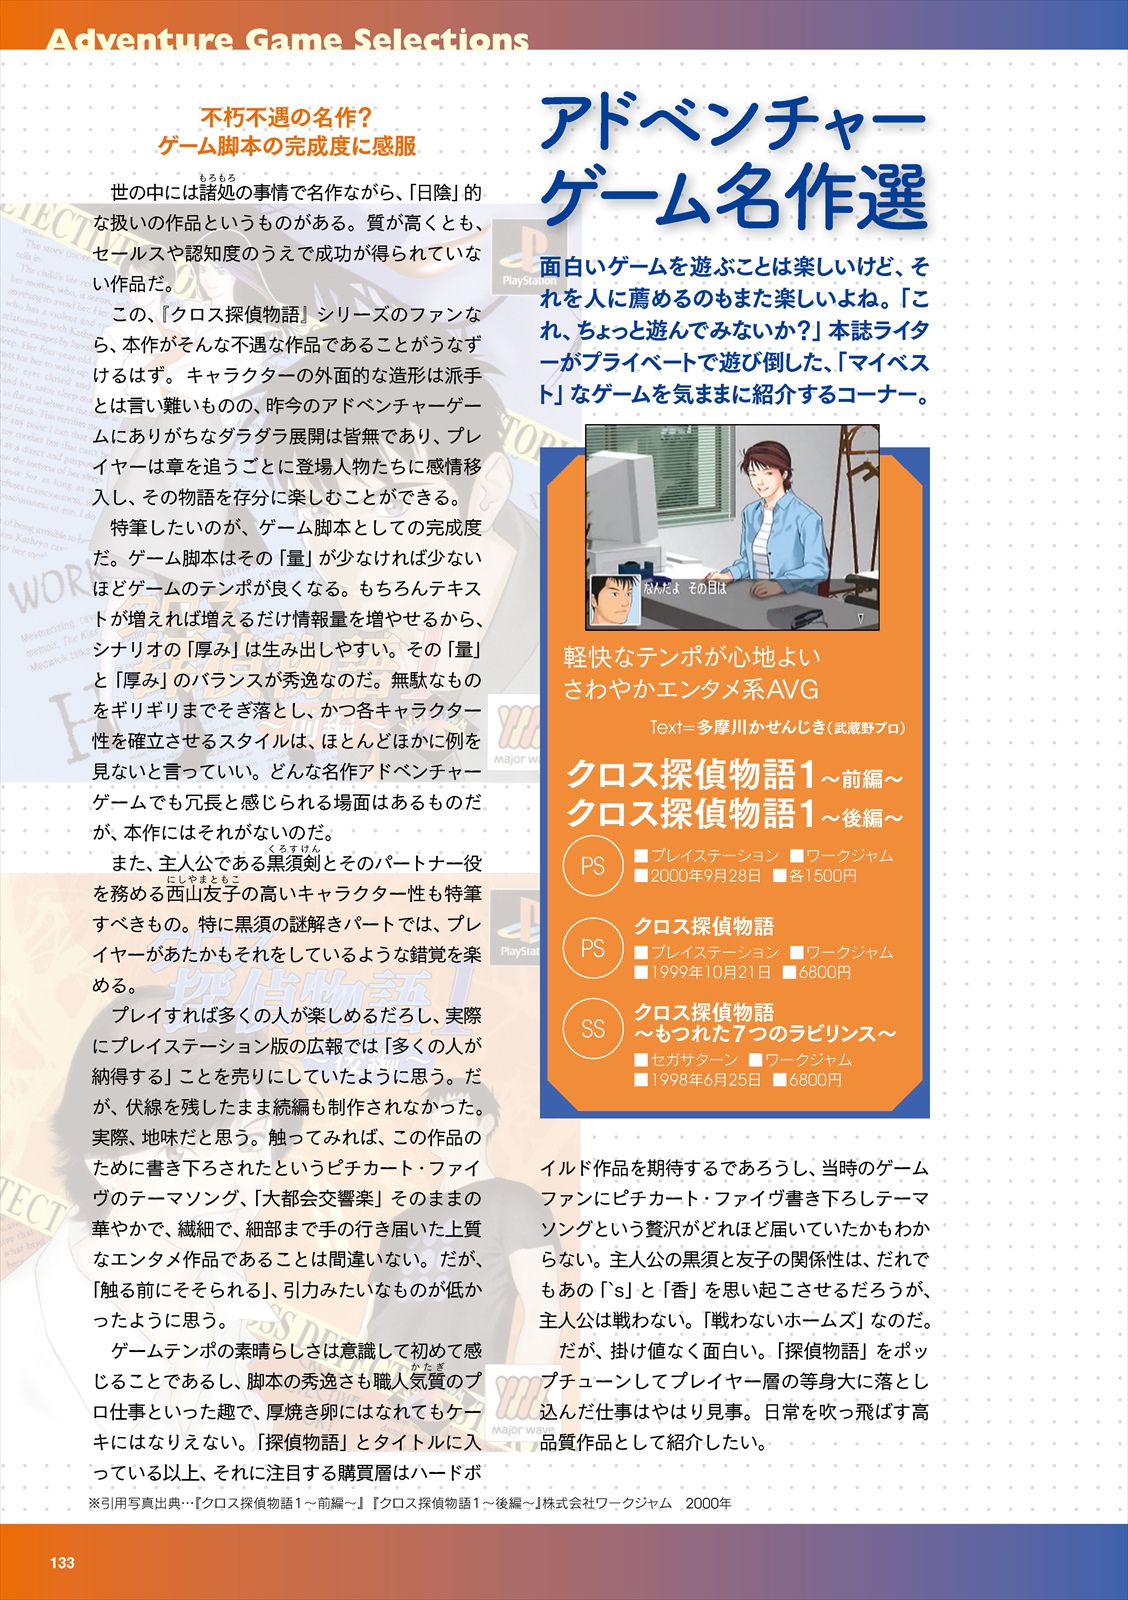 Adventure Game Selections
アドベンチャー
ゲーム名作選
面白いゲームを遊ぶことは楽しいけど、そ
れを人に薦めるのもまた楽しいよね。「こ
れ、ちょっと遊んでみないか？」本誌ライタ
ーがプライベートで遊び倒した、「マイベス
ト」なゲームを気ままに紹介するコーナー。
なんだよ その目は
軽快なテンポが心地よい
さわやかエンタメ系AVG
Text=多摩川かせんじき(武蔵野プロ)
クロス探偵物語1～前編～
クロス探偵物語1～後編～
PS
■プレイステーション ■ワークジャム
■2000年9月28日 ■各1500円
PS
クロス探偵物語
■プレイステーション ■ワークジャム
■1999年10月21日 ■6800円
SS
クロス探偵物語
～もつれた7つのラビリンス～
■セガサターン ■ワークジャム
■1998年6月25日 ■6800円
不朽不遇の名作？
ゲーム脚本の完成度に感服
もろもろ
世の中には諸処の事情で名作ながら、「日陰」的
な扱いの作品というものがある。質が高くとも、
セールスや認知度のうえで成功が得られていな
い作品だ。
この、『クロス探偵物語』シリーズのファンな
ら、本作がそんな不遇な作品であることがうなず
けるはず。キャラクターの外面的な造形は派手
とは言い難いものの、昨今のアドベンチャーゲー
ムにありがちなダラダラ展開は皆無であり、プレ
イヤーは章を追うごとに登場人物たちに感情移
入し、その物語を存分に楽しむことができる。
特筆したいのが、ゲーム脚本としての完成度
だ。ゲーム脚本はその「量」が少なければ少ない
ほどゲームのテンポが良くなる。もちろんテキス
トが増えれば増えるだけ情報量を増やせるから、
シナリオの「厚み」は生み出しやすい。その「量」
と「厚み」のバランスが秀逸なのだ。無駄なもの
をギリギリまでそぎ落とし、かつ各キャラクター
性を確立させるスタイルは、ほとんどほかに例を
見ないと言っていい。どんな名作アドベンチャー
ゲームでも冗長と感じられる場面はあるものだ
が、本作にはそれがないのだ。
くろすけん
また、主人公である黒須剣とそのパートナー役
にしやまともこ
を務める西山友子の高いキャラクター性も特筆
すべきもの。特に黒須の謎解きパートでは、プレ
イヤーがあたかもそれをしているような錯覚を楽
める。
プレイすれば多くの人が楽しめるだろし、実際
にプレイステーション版の広報では「多くの人が
納得する」ことを売りにしていたように思う。だ
が、伏線を残したまま続編も制作されなかった。
実際、地味だと思う。触ってみれば、この作品の
ために書き下ろされたというピチカート・ファイ
ヴのテーマソング、「大都会交響楽」そのままの
華やかで、繊細で、細部まで手の行き届いた上質
なエンタメ作品であることは間違いない。だが、
「触る前にそそられる」、引力みたいなものが低か
ったように思う。
ゲームテンポの素晴らしさは意識して初めて感
かたぎ
じることであるし、脚本の秀逸さも職人気質のプ
ロ仕事といった趣で、厚焼き卵にはなれてもケー
キにはなりえない。「探偵物語」とタイトルに入
っている以上、それに注目する購買層はハードボ
イルド作品を期待するであろうし、当時のゲーム
ファンにピチカート・ファイヴ書き下ろしテーマ
ソングという贅沢がどれほど届いていたかもわか
らない。主人公の黒須と友子の関係性は、だれで
もあの「`s」と「香」を思い起こさせるだろうが、
主人公は戦わない。「戦わないホームズ」なのだ。
だが、掛け値なく面白い。「探偵物語」をポッ
プチューンしてプレイヤー層の等身大に落とし
込んだ仕事はやはり見事。日常を吹っ飛ばす高
品質作品として紹介したい。
※引用写真出典…『クロス探偵物語1～前編～』『クロス探偵物語1～後編～』株式会社ワークジャム 2000年
133